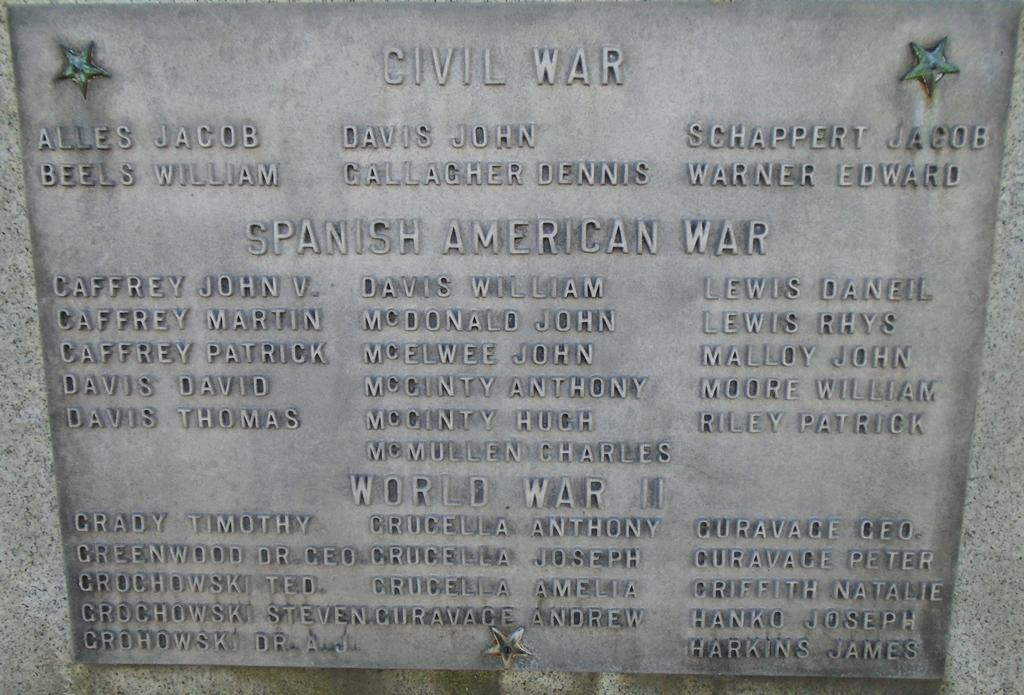 CIVIL WAR
ALLES JACOB DAVIS JOHN SCHAPPERT JACOB
BEELS WILLIAM GALLAGHER DENNIS WARNER EDWARD
SPANISH AMERICAN WAR
CAFFREY JOHN V. DAVIS WILLIAM LEWIS DANEIL
CAFFREY MARTIN McDONALD JOHN LEWIS RHYS
CAFFREY PATRICK McELWEE JOHN MALLOY JOHN
DAVIS DAVID McGINTY ANTHONY MOORE WILLIAM
DAVIS THOMAS McGINTY HUGH RILEY PATRICK
McMULLEN CHARLES
WORLD WAR II
GRADY TIMOTHY GRUCELLA ANTHONY GURAVAGE GEO.
GREENWOOD DR. GEO. GRUCELLA JOSEPH GURAVAGE PETER
GROCHOWSKI TED. GRUCELLA AMELIA GRIFFITH NATALIE
GROCHOWSKI STEVEN GURAVAGE ANDREW HANKO JOSEPH
GROHOWSKI DR. A. J. HARKINS JAMES